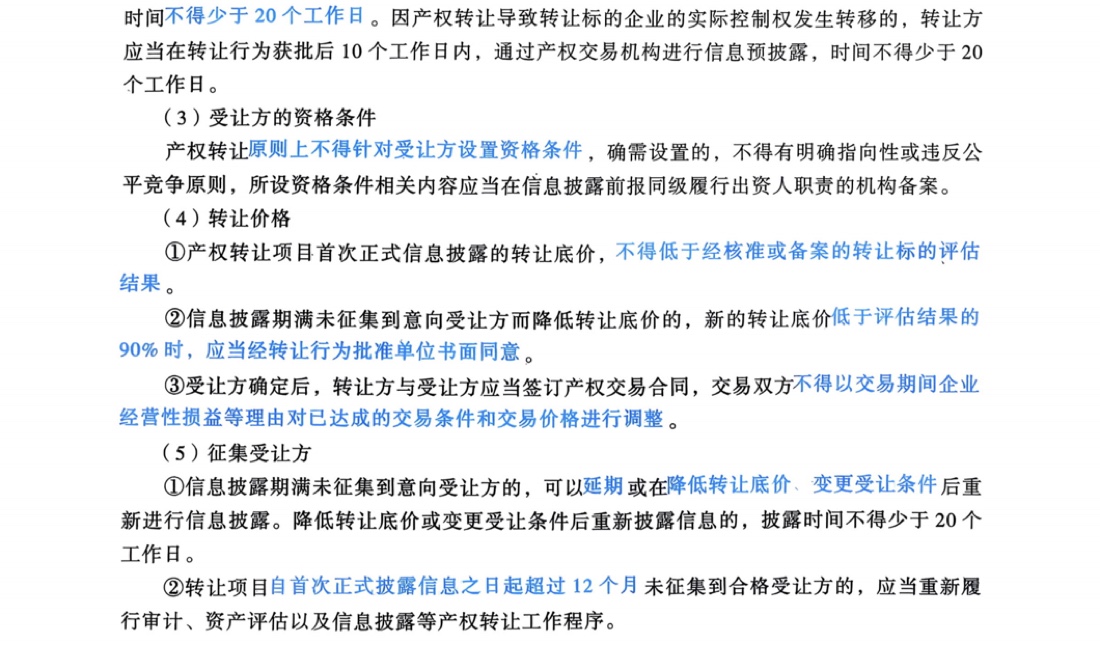 时间不得少于 20 个工作日。因产权转让导致转让标的企业的实际控制权发生转移的，转让方
应当在转让行为获批后 10 个工作日内，通过产权交易机构进行信息预披露，时间不得少于 20
个工作日。
（3）受让方的资格条件
产权转让原则上不得针对受让方设置资格条件，确需设置的，不得有明确指向性或违反公
平竞争原则，所设资格条件相关内容应当在信息披露前报同级履行出资人职责的机构备案。
（4）转让价格
①产权转让项目首次正式信息披露的转让底价，不得低于经核准或备案的转让标的评估
结果。
②信息披露期满未征集到意向受让方而降低转让底价的，新的转让底价低于评估结果的
90% 时，应当经转让行为批准单位书面同意。
③受让方确定后，转让方与受让方应当签订产权交易合同，交易双方不得以交易期间企业
经营性损益等理由对已达成的交易条件和交易价格进行调整。
（5）征集受让方
①信息披露期满未征集到意向受让方的，可以延期或在降低转让底价、变更受让条件后重
新进行信息披露。降低转让底价或变更受让条件后重新披露信息的，披露时间不得少于 20 个
工作日。
②转让项目自首次正式披露信息之日起超过 12 个月未征集到合格受让方的，应当重新履
行审计、资产评估以及信息披露等产权转让工作程序。